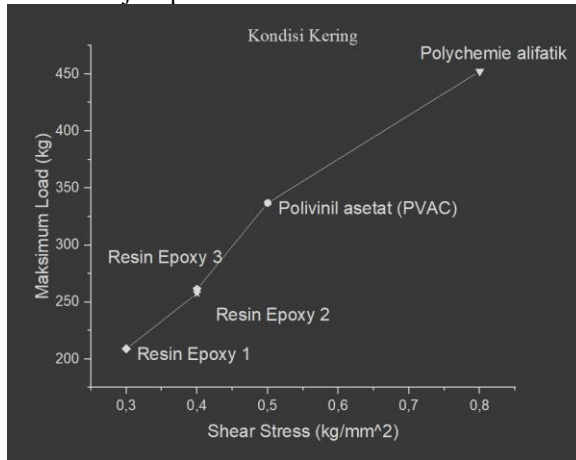 Kondisi Kering
Polychemie alifatik
450
400
350
300
250
200
Maksimum Load (kg)
Polivinil asetat (PVAC)
Resin Epoxy 3
Resin Epoxy 2
Resin Epoxy 1
0,3 0,4 0,5 0,6 0,7 0,8
Shear Stress (kg/mm^2)